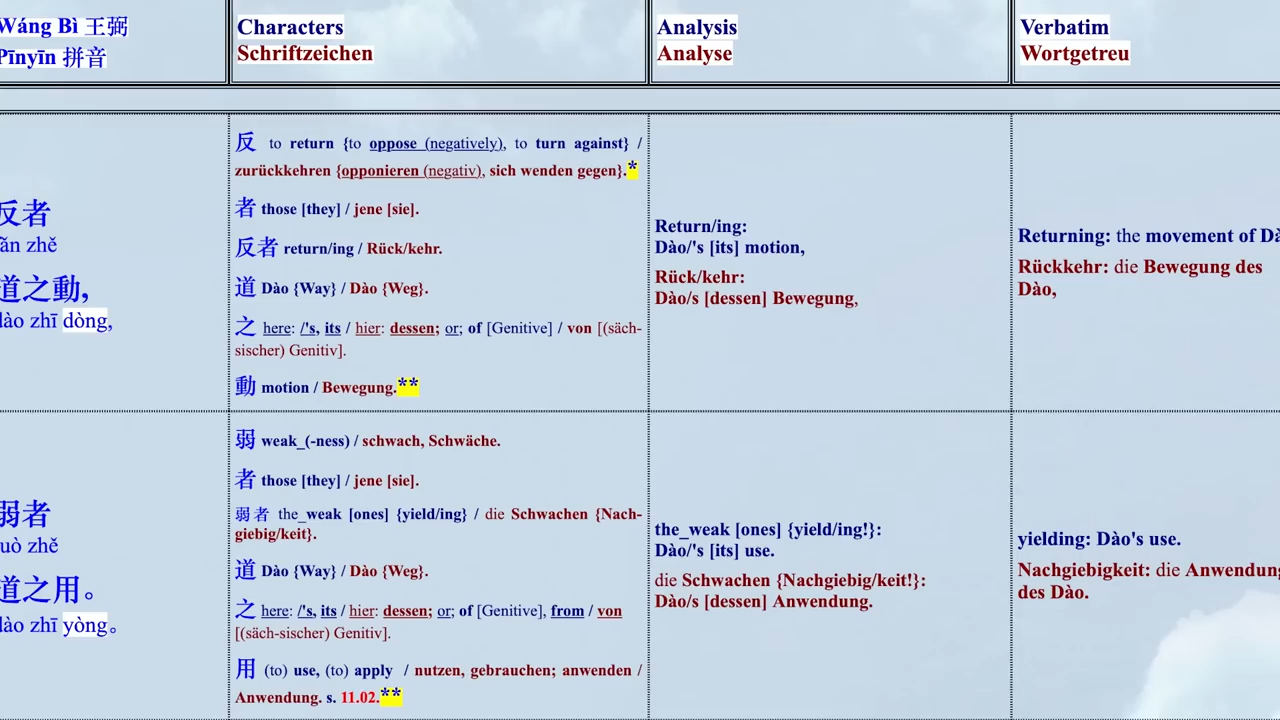 Wáng Bì 王弼
Pīnyīn 拼音
Characters
Schriftzeichen
Analysis
Analyse
Verbatim
Wortgetreu
反者
zhě
道之動,
zhī dòng,
反 to return {to oppose (negatively), to turn against} /
zurückkehren {opponieren (negativ), sich wenden gegen}.*
者 those [they] / jene [sie].
反者 return/ing / Rück/kehr.
道 Dào {Way} / Dào {Weg}.
之 here: /'s, its / hier: dessen; or; of [Genitive] / von [(säch-
sischer) Genitiv].
動 motion / Bewegung.**
Return/ing:
Dào/'s [its] motion,
Rück/kehr:
Dào/s [dessen] Bewegung,
Returning: the movement of
Rückkehr: die Bewegung des
Dào,
弱者
zhě
道之用。
zhī yòng。
弱 weak_(-ness) / schwach, Schwäche.
者 those [they] / jene [sie].
弱者 the_weak [ones] {yield/ing} / die Schwachen {Nach-
giebig/keit}.
道 Dào {Way} / Dào {Weg}.
之 here: /'s, its / hier: dessen; or; of [Genitive], from / von
[(säch-sischer) Genitiv].
用 (to) use, (to) apply / nutzen, gebrauchen; anwenden /
Anwendung. s. 11.02.**
the_weak [ones] {yield/ing!}:
Dào/'s [its] use.
die Schwachen {Nachgiebig/keit!}:
Dào/s [dessen] Anwendung.
yielding: Dào's use.
Nachgiebigkeit: die Anwendung
des Dào.